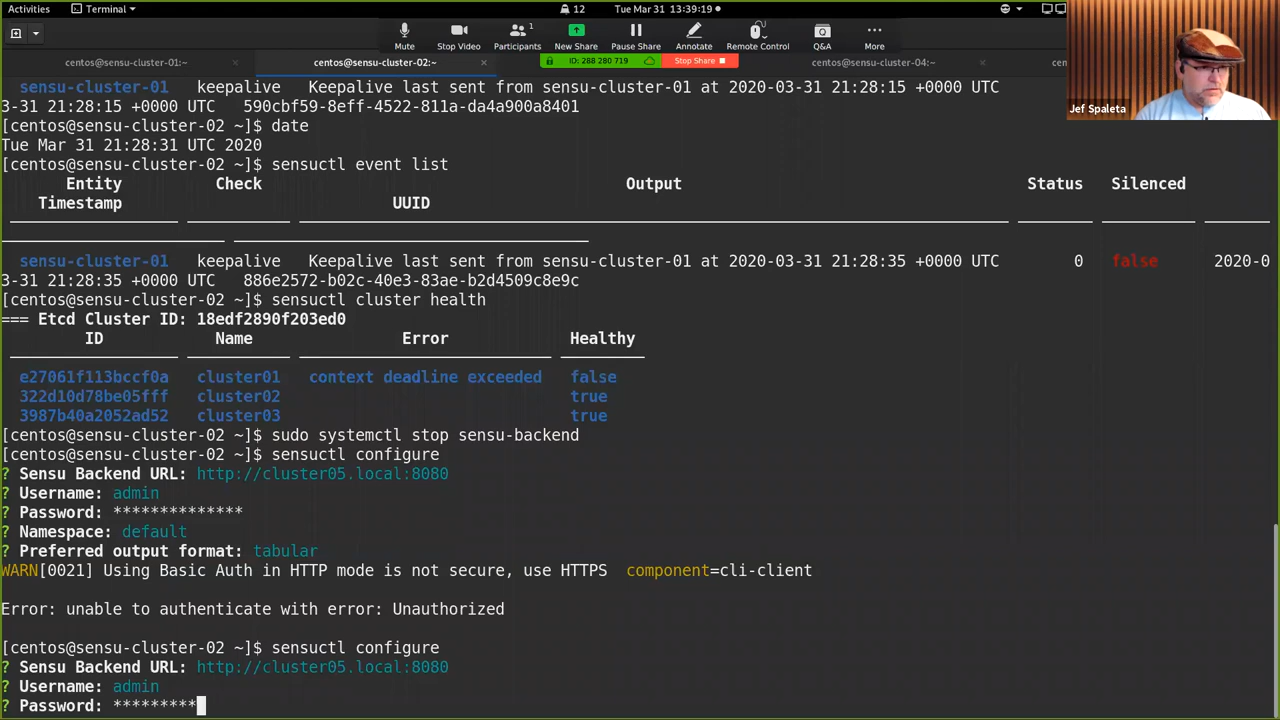 Activities
Terminal
12
Tue Mar 31 13:39:19
Mute
Stop Video
Participants
1
New Share
Pause Share
Annotate
Remote Control
Q&A
More
ID: 288 280 719
Stop Share
centos@sensu-cluster-01:~
centos@sensu-cluster-02:~
centos@sensu-cluster-04:~
ce
Jef Spaleta
sensu-cluster-01 keepalive Keepalive last sent from sensu-cluster-01 at 2020-03-31 21:28:15 +0000 UTC
3-31 21:28:15 +0000 UTC 590cbf59-8eff-4522-811a-da4a900a8401
[centos@sensu-cluster-02 ~]$ date
Tue Mar 31 21:28:31 UTC 2020
[centos@sensu-cluster-02 ~]$ sensuctl event list
Entity Check Output Status Silenced
Timestamp UUID
sensu-cluster-01 keepalive Keepalive last sent from sensu-cluster-01 at 2020-03-31 21:28:35 +0000 UTC 0 false 2020-0
3-31 21:28:35 +0000 UTC 886e2572-b02c-40e3-83ae-b2d4509c8e9c
[centos@sensu-cluster-02 ~]$ sensuctl cluster health
=== Etcd Cluster ID: 18edf2890f203ed0
ID Name Error Healthy
e27061f113bccf0a cluster01 context deadline exceeded false
322d10d78be05fff cluster02 true
3987b40a2052ad52 cluster03 true
[centos@sensu-cluster-02 ~]$ sudo systemctl stop sensu-backend
[centos@sensu-cluster-02 ~]$ sensuctl configure
? Sensu Backend URL: http://cluster05.local:8080
? Username: admin
? Password: **************
? Namespace: default
? Preferred output format: tabular
WARN[0021] Using Basic Auth in HTTP mode is not secure, use HTTPS component=cli-client
Error: unable to authenticate with error: Unauthorized
[centos@sensu-cluster-02 ~]$ sensuctl configure
? Sensu Backend URL: http://cluster05.local:8080
? Username: admin
? Password: *********